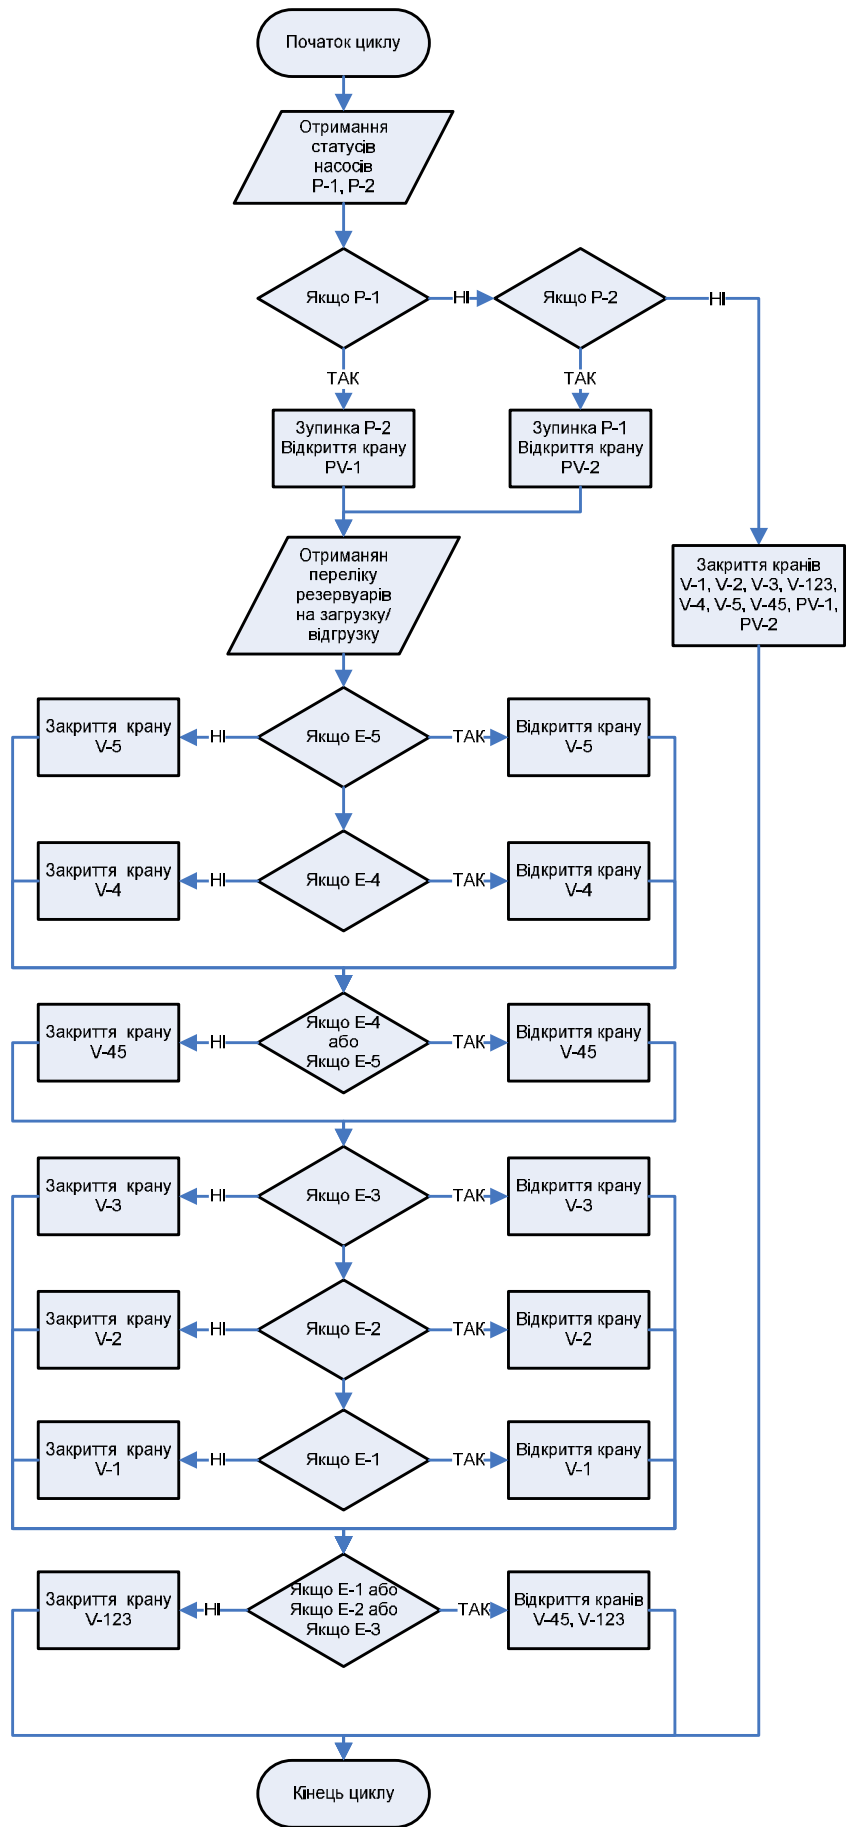 Початок циклу
Отримання
статусів
насосів
P-1, P-2
Якщо P-1
НІ
Якщо P-2
НІ
ТАК
ТАК
Зупинка P-2
Відкриття крану
PV-1
Зупинка P-1
Відкриття крану
PV-2
Отриманян
переліку
резервуарів
на загрузку/
відгрузку
Закриття кранів
V-1, V-2, V-3, V-123,
V-4, V-5, V-45, PV-1,
PV-2
Закриття крану
V-5
НІ
Якщо E-5
ТАК
Відкриття крану
V-5
Закриття крану
V-4
НІ
Якщо E-4
ТАК
Відкриття крану
V-4
Закриття крану
V-45
НІ
Якщо E-4
або
Якщо E-5
ТАК
Відкриття крану
V-45
Закриття крану
V-3
НІ
Якщо E-3
ТАК
Відкриття крану
V-3
Закриття крану
V-2
НІ
Якщо E-2
ТАК
Відкриття крану
V-2
Закриття крану
V-1
НІ
Якщо E-1
ТАК
Відкриття крану
V-1
Закриття крану
V-123
НІ
Якщо E-1 або
Якщо E-2 або
Якщо E-3
ТАК
Відкриття кранів
V-45, V-123
Кінець циклу